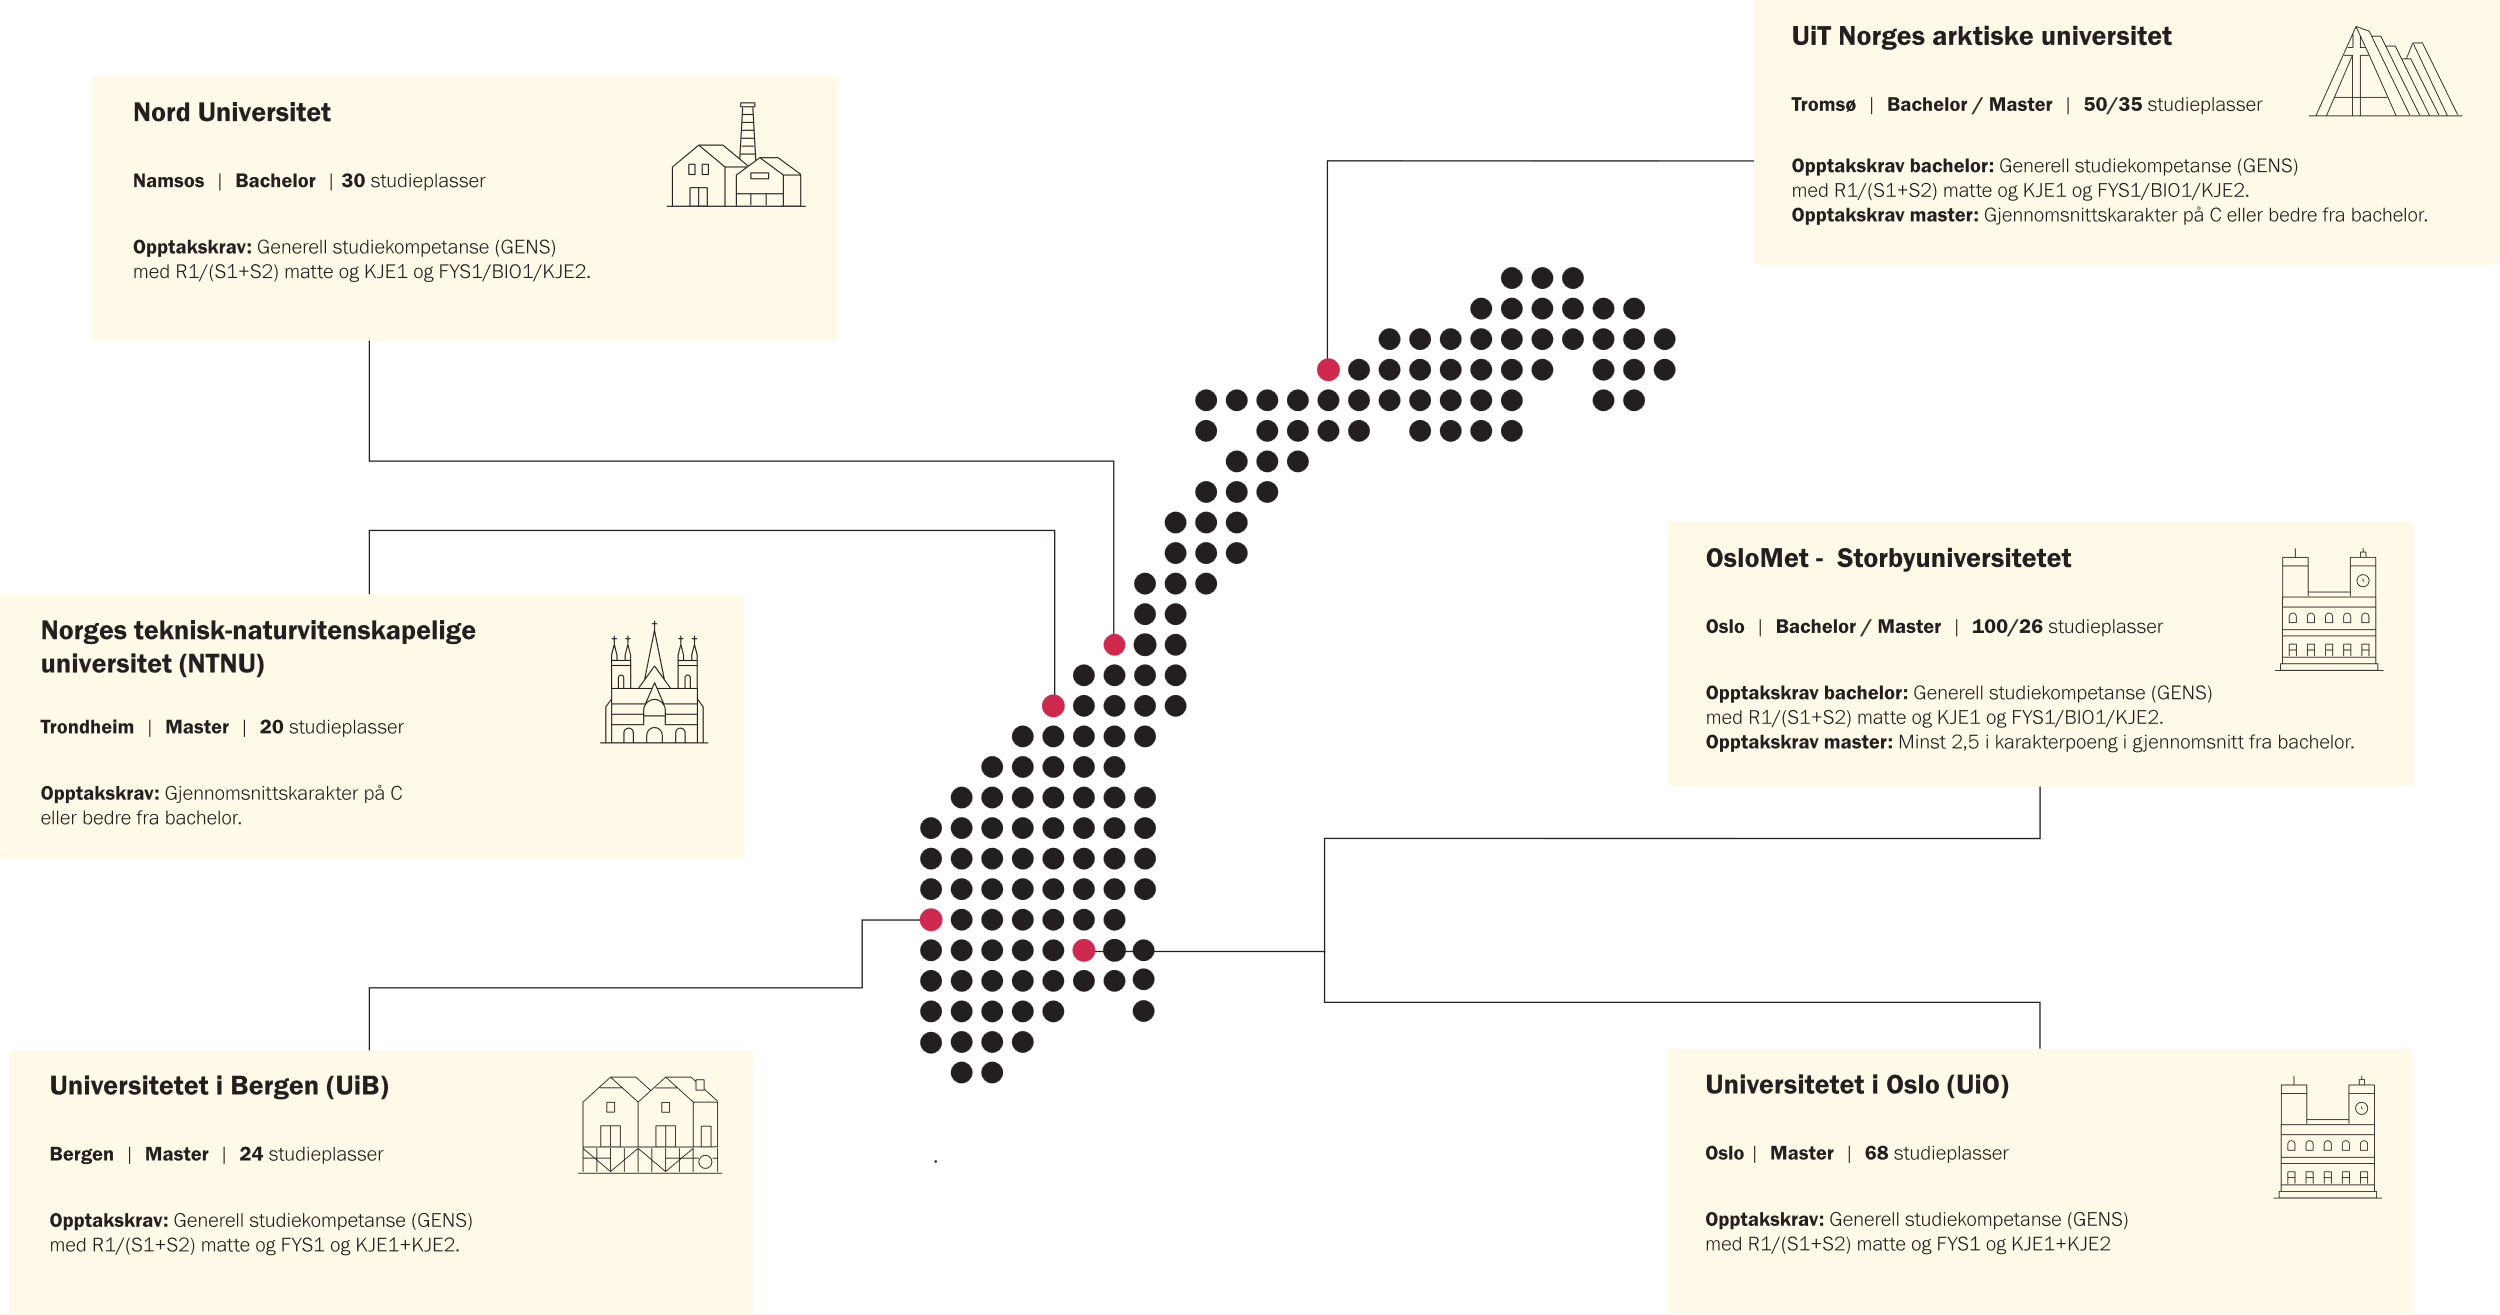 Nord Universitet
Namsos | Bachelor | 30 studieplasser
Opptakskrav: Generell studiekompetanse (GENS)
med R1/(S1+S2) matte og KJE1 og FYS1/BIO1/KJE2.
UiT Norges arktiske universitet
Tromsø | Bachelor / Master | 50/35 studieplasser
Opptakskrav bachelor: Generell studiekompetanse (GENS)
med R1/(S1+S2) matte og KJE1 og FYS1/BIO1/KJE2.
Opptakskrav master: Gjennomsnittskarakter på C eller bedre fra bachelor.
Norges teknisk-naturvitenskapelige
universitet (NTNU)
Trondheim | Master | 20 studieplasser
Opptakskrav: Gjennomsnittskarakter på C
eller bedre fra bachelor.
OsloMet - Storbyuniversitetet
Oslo | Bachelor / Master | 100/26 studieplasser
Opptakskrav bachelor: Generell studiekompetanse (GENS)
med R1/(S1+S2) matte og KJE1 og FYS1/BIO1/KJE2.
Opptakskrav master: Minst 2,5 i karakterpoeng i gjennomsnitt fra bachelor.
Universitetet i Bergen (UiB)
Bergen | Master | 24 studieplasser
Opptakskrav: Generell studiekompetanse (GENS)
med R1/(S1+S2) matte og FYS1 og KJE1+KJE2.
Universitetet i Oslo (UiO)
Oslo | Master | 68 studieplasser
Opptakskrav: Generell studiekompetanse (GENS)
med R1/(S1+S2) matte og FYS1 og KJE1+KJE2